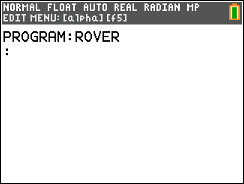 NORMAL FLOAT AUTO REAL RADIAN MP
EDIT MENU: [alpha] [f5]
PROGRAM:ROVER
: